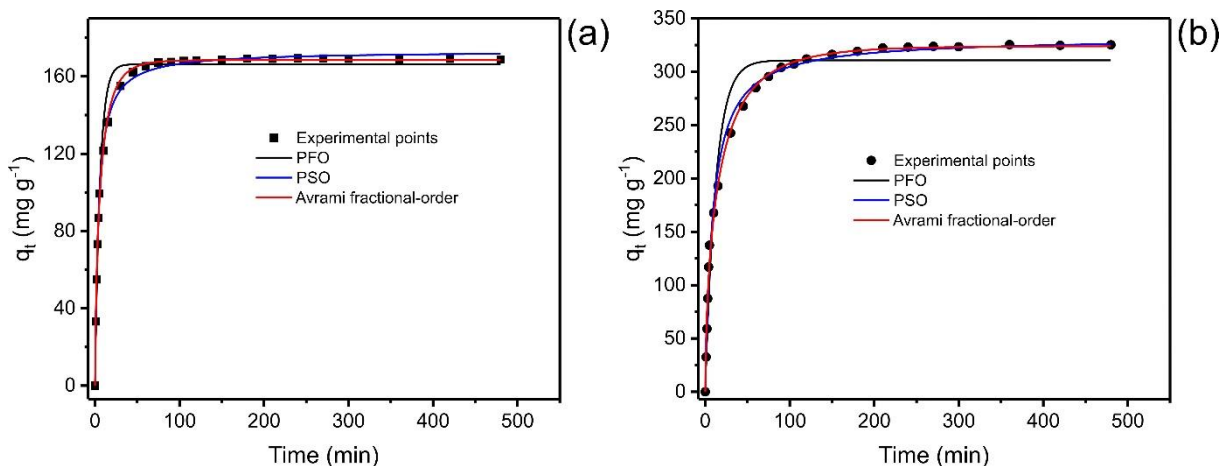 (a)
qt (mg g-1)
160
120
80
40
0
Experimental points
PFO
PSO
Avrami fractional-order
0 100 200 300 400 500
Time (min)
(b)
qt (mg g-1)
350
300
250
200
150
100
50
0
Experimental points
PFO
PSO
Avrami fractional-order
0 100 200 300 400 500
Time (min)